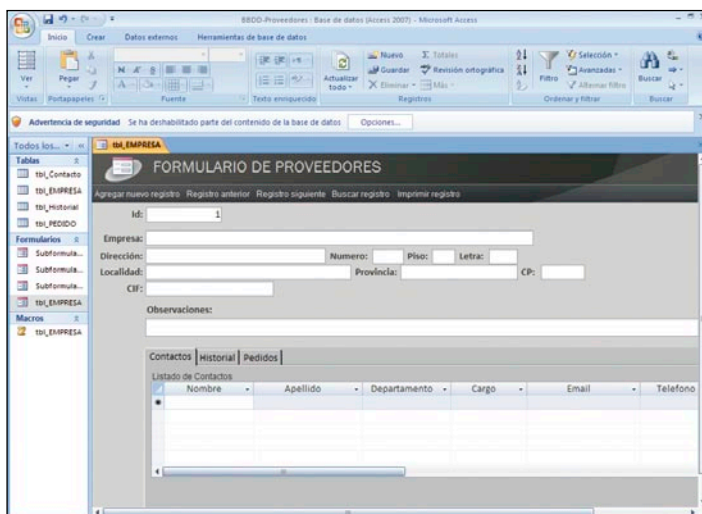 BBDD-Proveedores : Base de datos (Access 2007) - Microsoft Access
Inicio Crear Datos externos Herramientas de base de datos
Ver Pegar N K S Actualizar todo Nuevo Guardar Eliminar Totales Revisión ortográfica Más Filtro Selección Avanzadas Alternar filtro Buscar
Vistas Portapapeles Fuente Texto enriquecido Registros Ordenar y filtrar Buscar
Advertencia de seguridad Se ha deshabilitado parte del contenido de la base de datos Opciones...
Todos los...
Tablas
tbl_Contacto
tbl_EMPRESA
tbl_Historial
tbl_PEDIDO
Formularios
Subformula...
Subformula...
Subformula...
tbl_EMPRESA
Macros
tbl_EMPRESA
tbl_EMPRESA
FORMULARIO DE PROVEEDORES
Agregar nuevo registro Registro anterior Registro siguiente Buscar registro Imprimir registro
Id: 1
Empresa:
Dirección: Numero: Piso: Letra:
Localidad: Provincia: CP:
CIF:
Observaciones:
Contactos Historial Pedidos
Listado de Contactos
Nombre Apellido Departamento Cargo Email Telefono